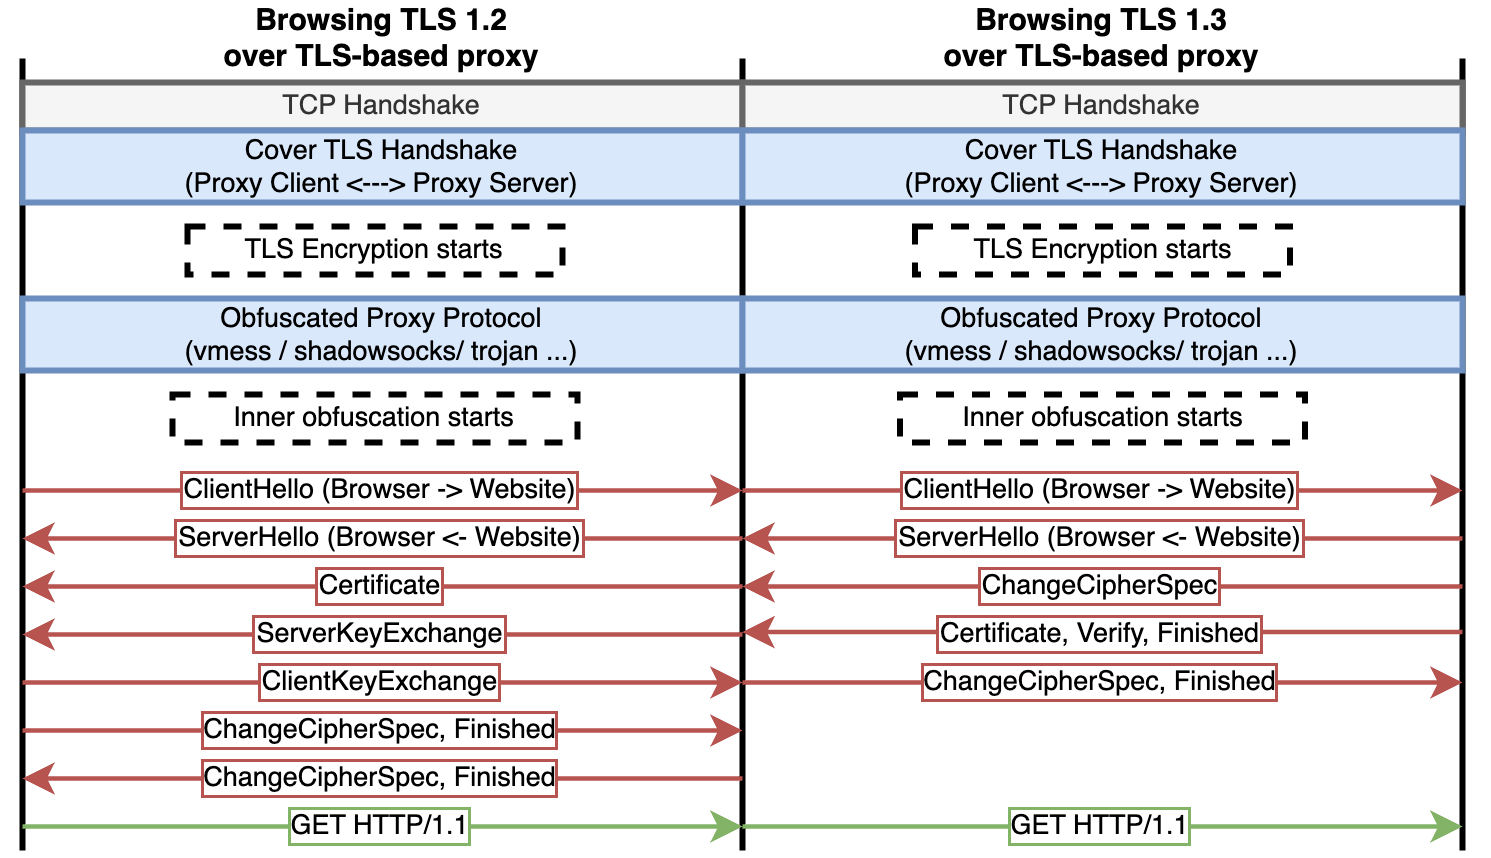 Browsing TLS 1.2
over TLS-based proxy
Browsing TLS 1.3
over TLS-based proxy
TCP Handshake
TCP Handshake
Cover TLS Handshake
(Proxy Client <---> Proxy Server)
Cover TLS Handshake
(Proxy Client <---> Proxy Server)
TLS Encryption starts
TLS Encryption starts
Obfuscated Proxy Protocol
(vmess / shadowsocks/ trojan ...)
Obfuscated Proxy Protocol
(vmess / shadowsocks/ trojan ...)
Inner obfuscation starts
Inner obfuscation starts
ClientHello (Browser -> Website)
ClientHello (Browser -> Website)
ServerHello (Browser <- Website)
ServerHello (Browser <- Website)
Certificate
ChangeCipherSpec
ServerKeyExchange
Certificate, Verify, Finished
ClientKeyExchange
ChangeCipherSpec, Finished
ChangeCipherSpec, Finished
ChangeCipherSpec, Finished
GET HTTP/1.1
GET HTTP/1.1